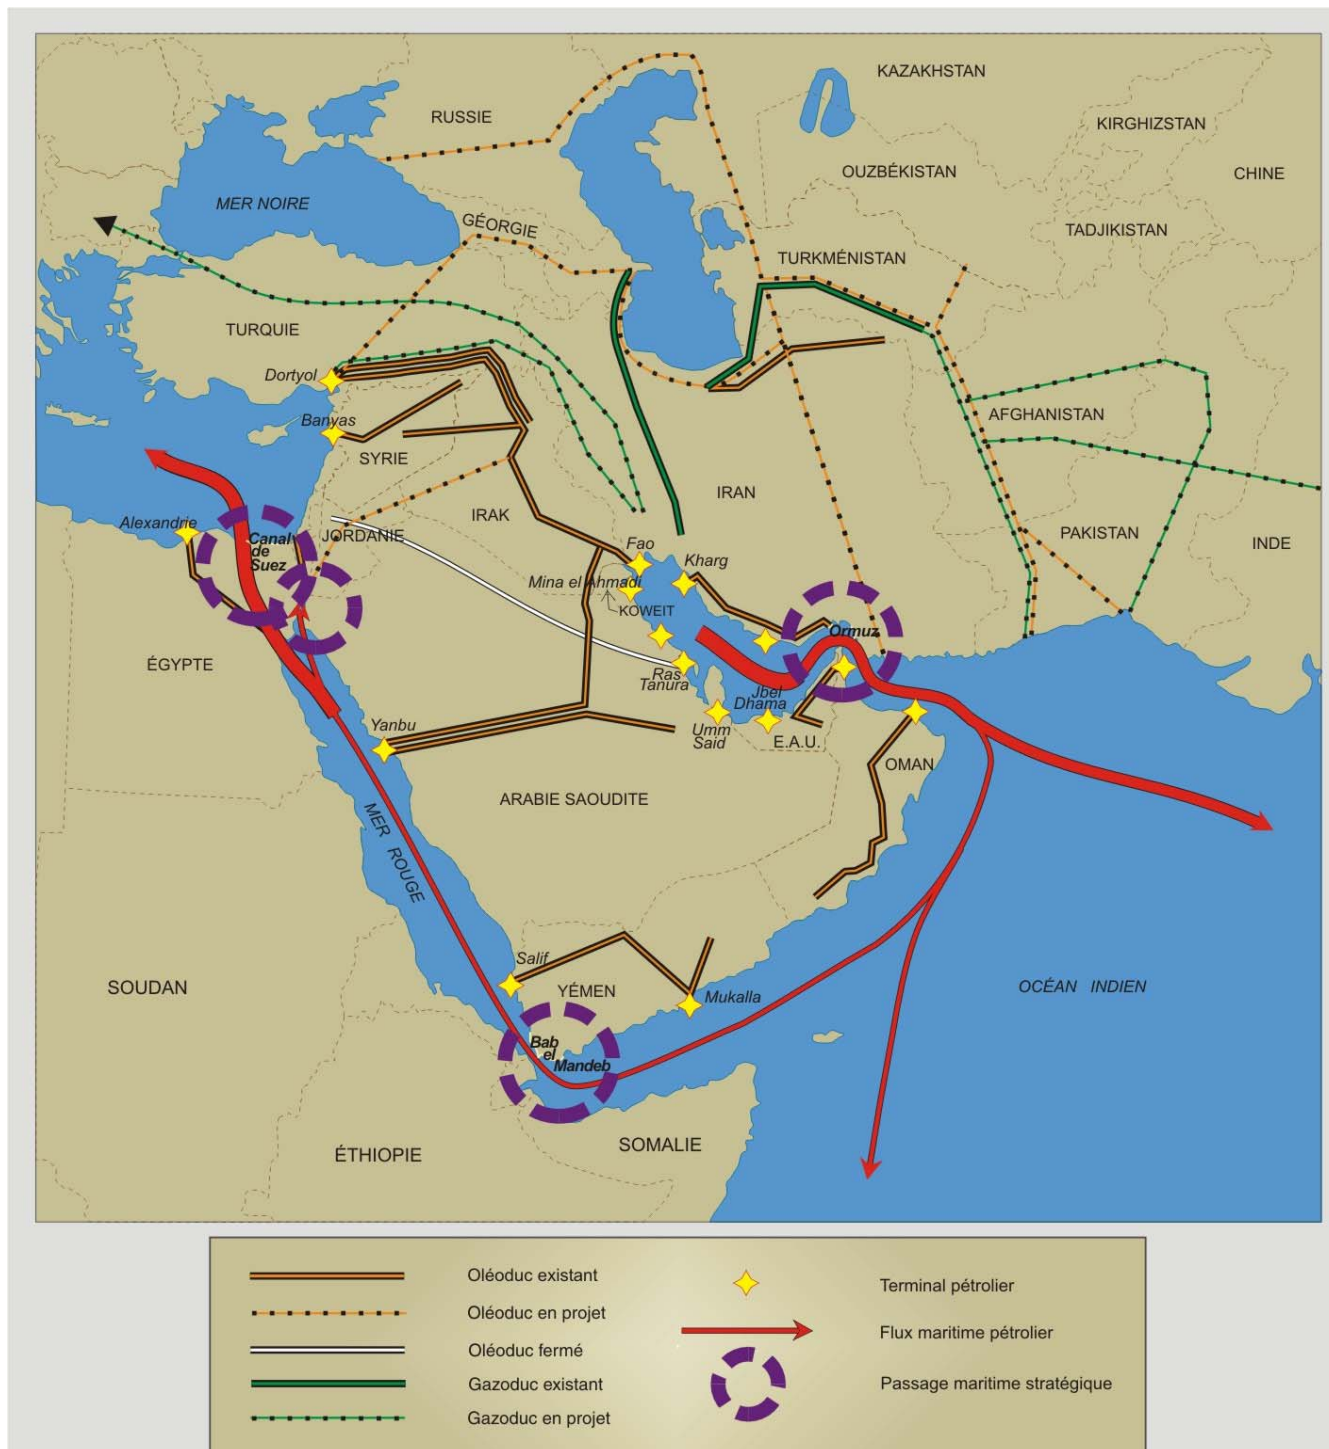 KAZAKHSTAN
RUSSIE
KIRGHIZSTAN
OUZBÉKISTAN
CHINE
MER NOIRE
GÉORGIE
TADJIKISTAN
TURKMÉNISTAN
TURQUIE
Dortyol
Banyas
AFGHANISTAN
SYRIE
IRAN
IRAK
Alexandrie
Canal
de
Suez
JORDANIE
PAKISTAN
INDE
Fao
Kharg
Mina el Ahmadi
KOWEIT
Ormuz
ÉGYPTE
Ras
Tanura
Jbel
Dhama
Yanbu
Umm
Said
E.A.U.
OMAN
ARABIE SAOUDITE
MER ROUGE
Salif
SOUDAN
YÉMEN
Mukalla
OCÉAN INDIEN
Bab
el
Mandeb
SOMALIE
ÉTHIOPIE
Oléoduc existant
Oléoduc en projet
Oléoduc fermé
Gazoduc existant
Gazoduc en projet
Terminal pétrolier
Flux maritime pétrolier
Passage maritime stratégique